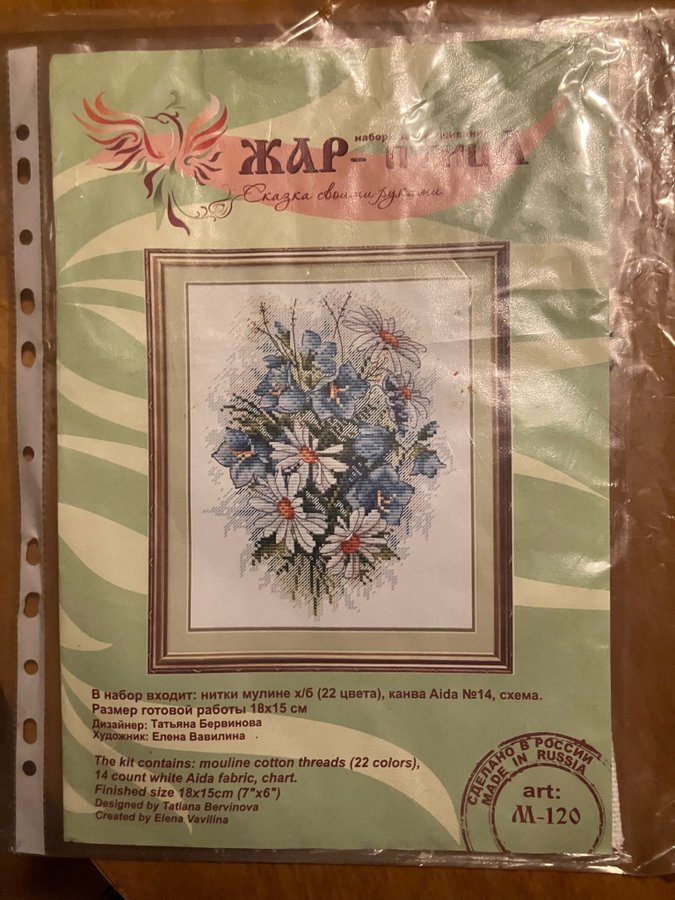 ЖАР-ПТИЦА
Сказка своими руками
В набор входит: нитки мулине х/б (22 цвета), канва Aida №14, схема.
Размер готовой работы 18х15 см
Дизайнер: Татьяна Бервинова
Художник: Елена Вавилина
The kit contains: mouline cotton threads (22 colors),
14 count white Aida fabric, chart.
Finished size 18x15cm (7"x6")
Designed by Tatiana Bervinova
Created by Elena Vavilina
СДЕЛАНО В РОССИИ
MADE IN RUSSIA
art:
М-120